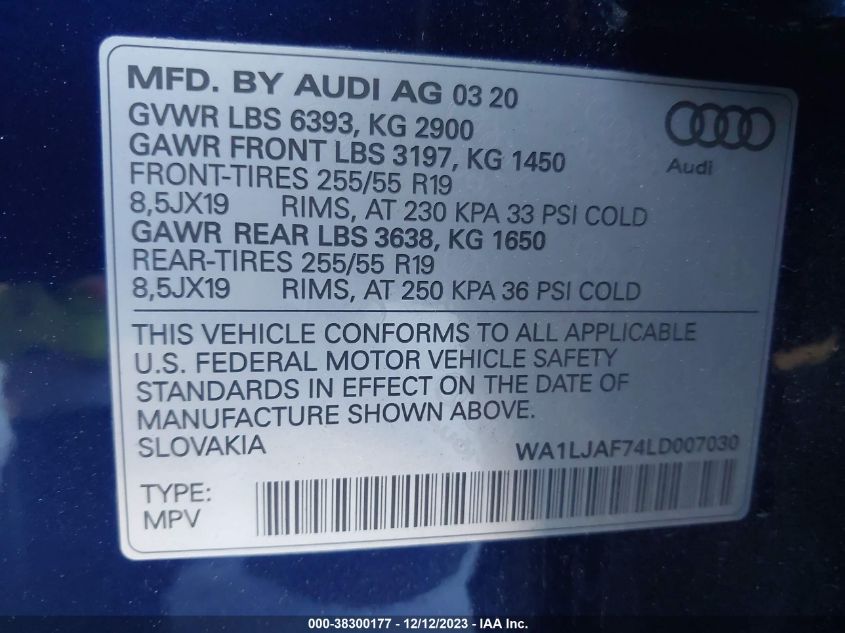 MFD. BY AUDI AG 03 20
GVWR LBS 6393, KG 2900
GAWR FRONT LBS 3197, KG 1450
FRONT-TIRES 255/55 R19
8,5JX19 RIMS, AT 230 KPA 33 PSI COLD
GAWR REAR LBS 3638, KG 1650
REAR-TIRES 255/55 R19
8,5JX19 RIMS, AT 250 KPA 36 PSI COLD
Audi
THIS VEHICLE CONFORMS TO ALL APPLICABLE
U.S. FEDERAL MOTOR VEHICLE SAFETY
STANDARDS IN EFFECT ON THE DATE OF
MANUFACTURE SHOWN ABOVE.
SLOVAKIA WA1LJAF74LD007030
TYPE:
MPV
000-38300177 - 12/12/2023 - IAA, Inc.